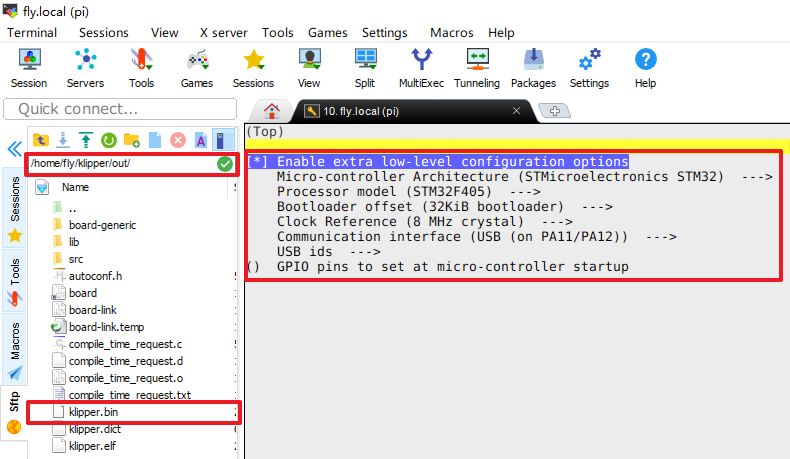 fly.local (pi)
Terminal Sessions View X server Tools Games Settings Macros Help
Session Servers Tools Games Sessions View Split MultiExec Tunneling Packages Settings Help
Quick connect...
10. fly.local (pi)
/home/fly/klipper/out/
Name
..
board-generic
lib
src
autoconf.h
board
board-link
board-link.temp
compile_time_request.c
compile_time_request.d
compile_time_request.o
compile_time_request.txt
klipper.bin
klipper.dict
klipper.elf
Sessions
Tools
Macros
Sftp
(Top)
[*] Enable extra low-level configuration options
Micro-controller Architecture (STMicroelectronics STM32) --->
Processor model (STM32F405) --->
Bootloader offset (32KiB bootloader) --->
Clock Reference (8 MHz crystal) --->
Communication interface (USB (on PA11/PA12)) --->
USB ids --->
() GPIO pins to set at micro-controller startup